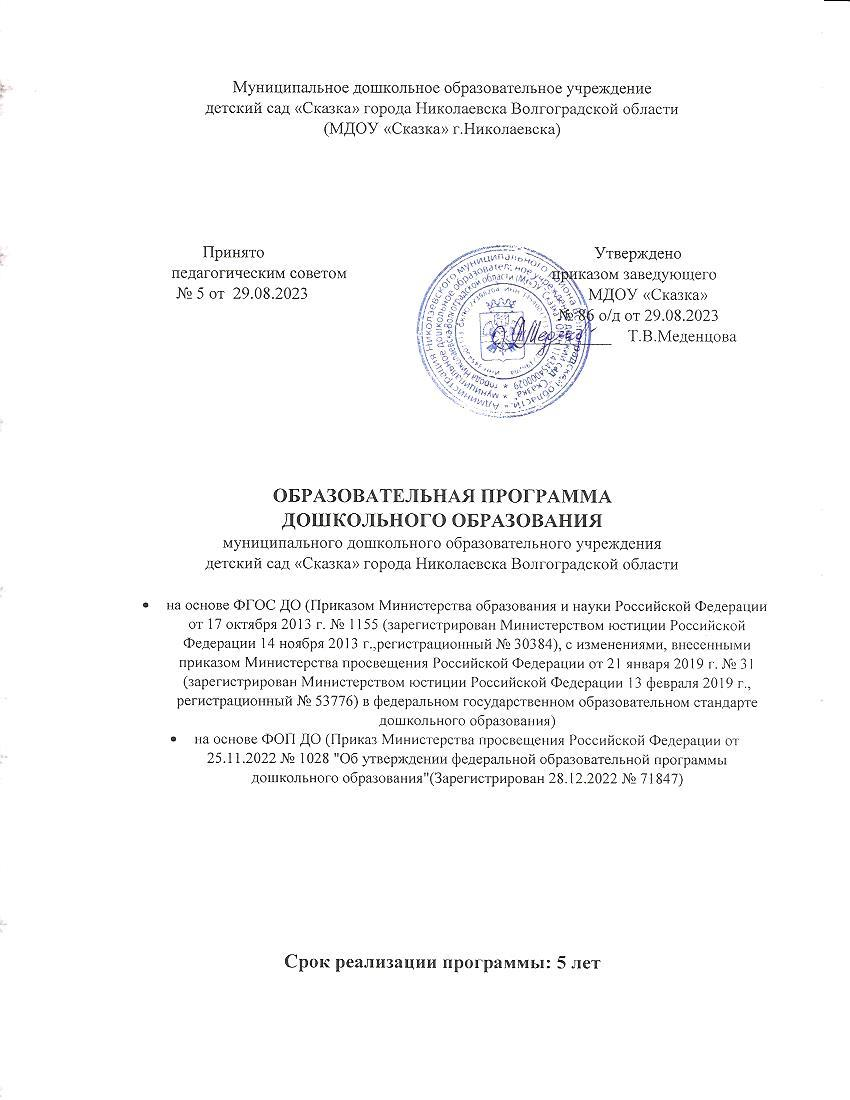 Муниципальное дошкольное образовательное учреждение
детский сад «Сказка» города Николаевска Волгоградской области
(МДОУ «Сказка» г.Николаевска)
Принято
педагогическим советом
№ 5 от 29.08.2023
Утверждено
приказом заведующего
МДОУ «Сказка»
№ 86 о/д от 29.08.2023
Т.В.Меденцова
ОБРАЗОВАТЕЛЬНАЯ ПРОГРАММА
ДОШКОЛЬНОГО ОБРАЗОВАНИЯ
муниципального дошкольного образовательного учреждения
детский сад «Сказка» города Николаевска Волгоградской области
• на основе ФГОС ДО (Приказом Министерства образования и науки Российской Федерации
от 17 октября 2013 г. № 1155 (зарегистрирован Министерством юстиции Российской
Федерации 14 ноября 2013 г.,регистрационный № 30384), с изменениями, внесенными
приказом Министерства просвещения Российской Федерации от 21 января 2019 г. № 31
(зарегистрирован Министерством юстиции Российской Федерации 13 февраля 2019 г.,
регистрационный № 53776) в федеральном государственном образовательном стандарте
дошкольного образования)
• на основе ФОП ДО (Приказ Министерства просвещения Российской Федерации от
25.11.2022 № 1028 "Об утверждении федеральной образовательной программы
дошкольного образования"(Зарегистрирован 28.12.2022 № 71847)
Срок реализации программы: 5 лет